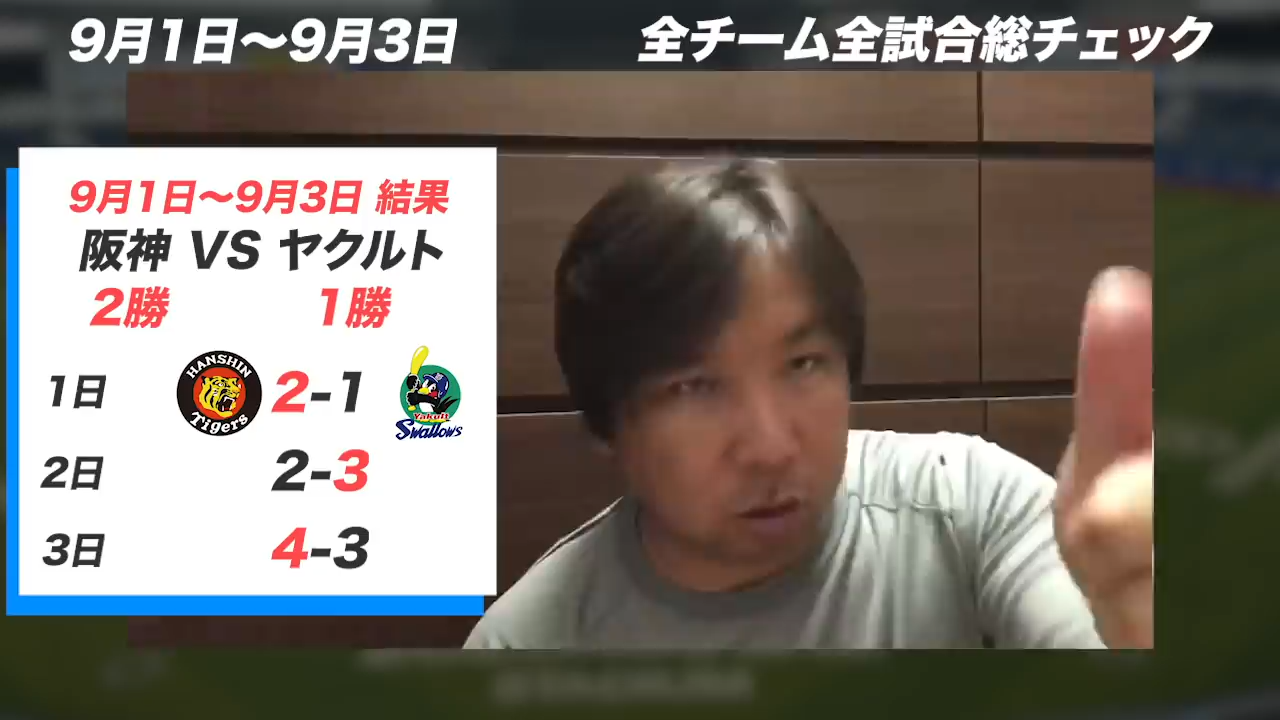 9月1日～9月3日
全チーム全試合総チェック
9月1日～9月3日 結果
阪神 VS ヤクルト
2勝 1勝
1日 HANSHIN Tigers 2-1 Yakult Swallows
2日 2-3
3日 4-3